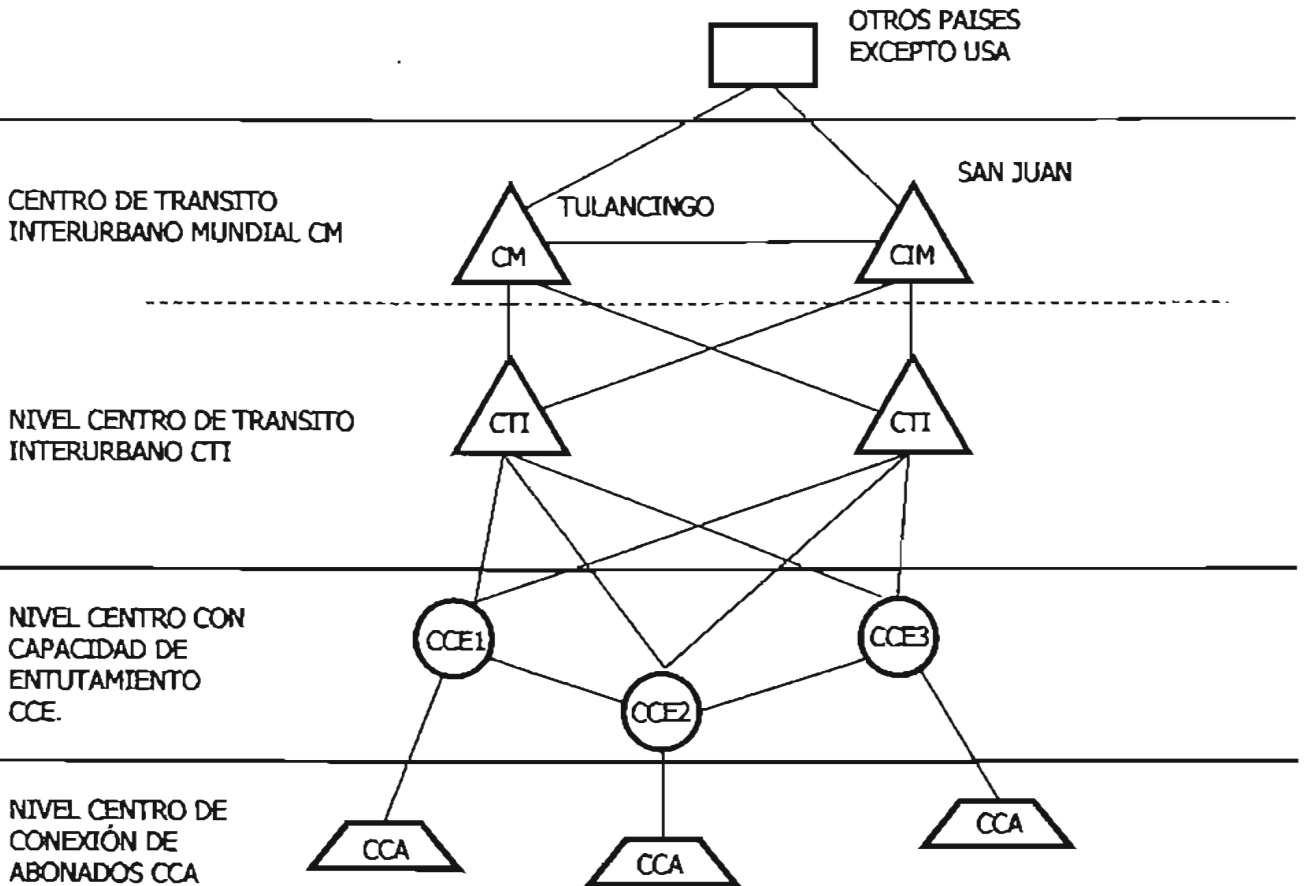 OTROS PAISES
EXCEPTO USA
SAN JUAN
CENTRO DE TRANSITO
INTERURBANO MUNDIAL CM
TULANCINGO
CM
CIM
NIVEL CENTRO DE TRANSITO
INTERURBANO CTI
CTI
CTI
NIVEL CENTRO CON
CAPACIDAD DE
ENTUTAMIENTO
CCE.
CCE1
CCE3
CCE2
NIVEL CENTRO DE
CONEXIÓN DE
ABONADOS CCA
CCA
CCA
CCA